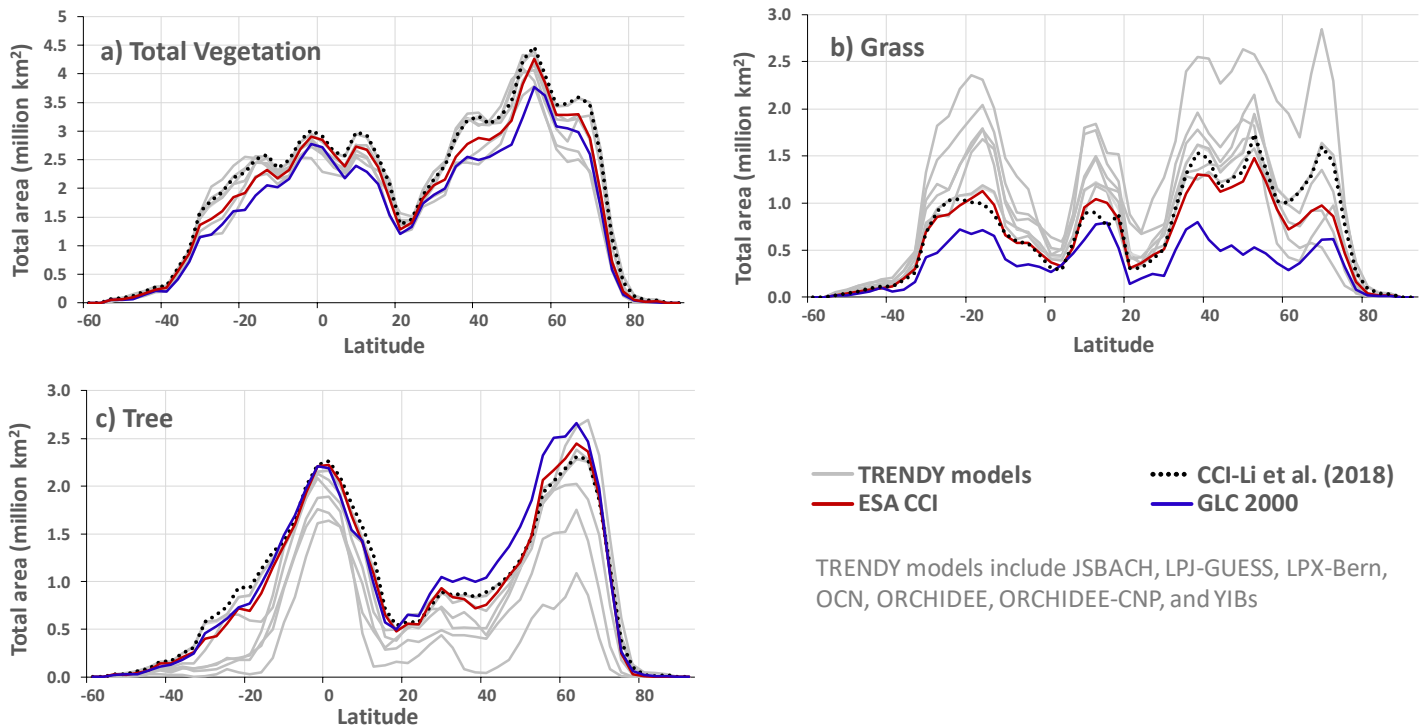 a) Total Vegetation
Total area (million km²)
4.5
4
3.5
3
2.5
2
1.5
1
0.5
0
-60 -40 -20 0 20 40 60 80
Latitude
b) Grass
Total area (million km²)
3.0
2.5
2.0
1.5
1.0
0.5
0.0
-60 -40 -20 0 20 40 60 80
Latitude
c) Tree
Total area (million km²)
3.0
2.5
2.0
1.5
1.0
0.5
0.0
-60 -40 -20 0 20 40 60 80
Latitude
TRENDY models
CCI-Li et al. (2018)
ESA CCI
GLC 2000
TRENDY models include JSBACH, LPJ-GUESS, LPX-Bern,
OCN, ORCHIDEE, ORCHIDEE-CNP, and YIBs